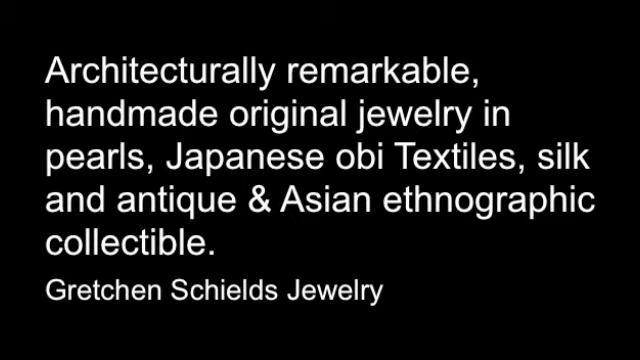 Architecturally remarkable,
handmade original jewelry in
pearls, Japanese obi Textiles, silk
and antique & Asian ethnographic
collectible.
Gretchen Schields Jewelry